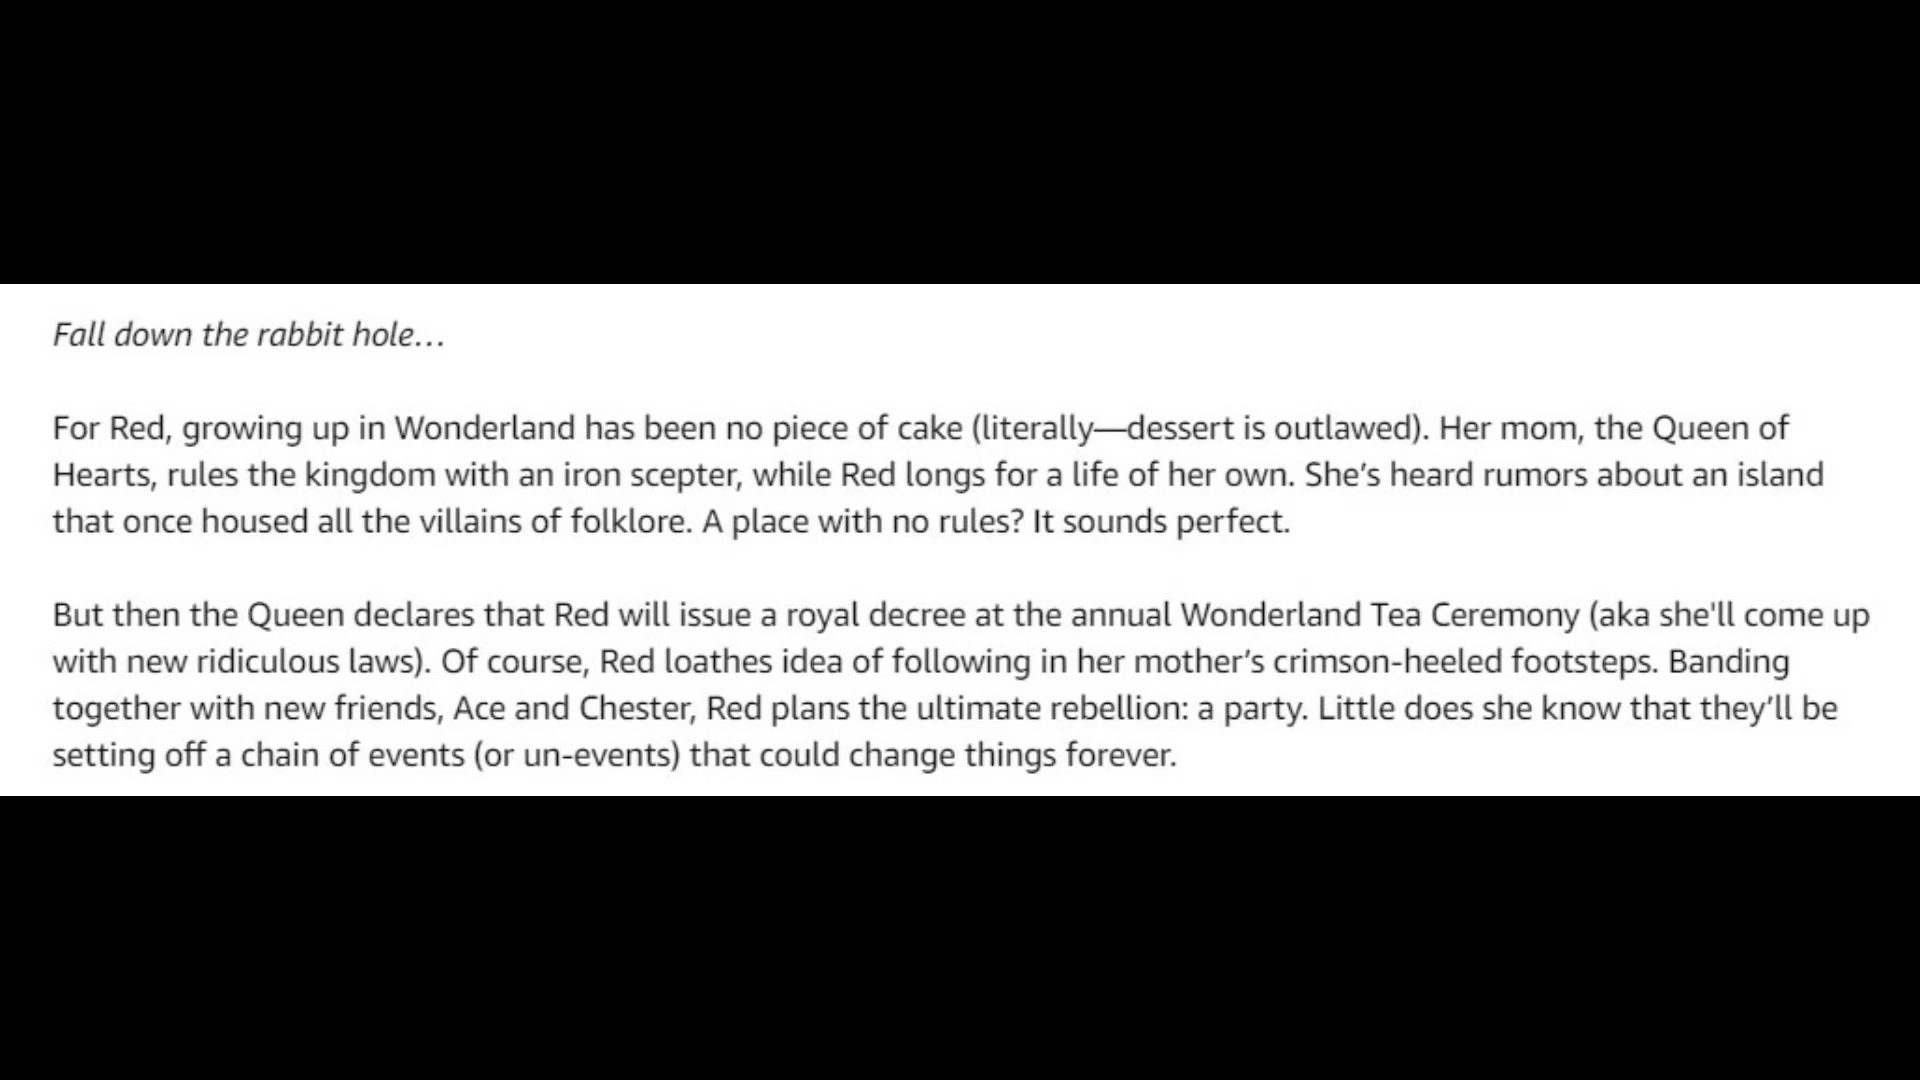 Fall down the rabbit hole…
For Red, growing up in Wonderland has been no piece of cake (literally—dessert is outlawed). Her mom, the Queen of
Hearts, rules the kingdom with an iron scepter, while Red longs for a life of her own. She’s heard rumors about an island
that once housed all the villains of folklore. A place with no rules? It sounds perfect.
But then the Queen declares that Red will issue a royal decree at the annual Wonderland Tea Ceremony (aka she'll come up
with new ridiculous laws). Of course, Red loathes idea of following in her mother’s crimson-heeled footsteps. Banding
together with new friends, Ace and Chester, Red plans the ultimate rebellion: a party. Little does she know that they’ll be
setting off a chain of events (or un-events) that could change things forever.